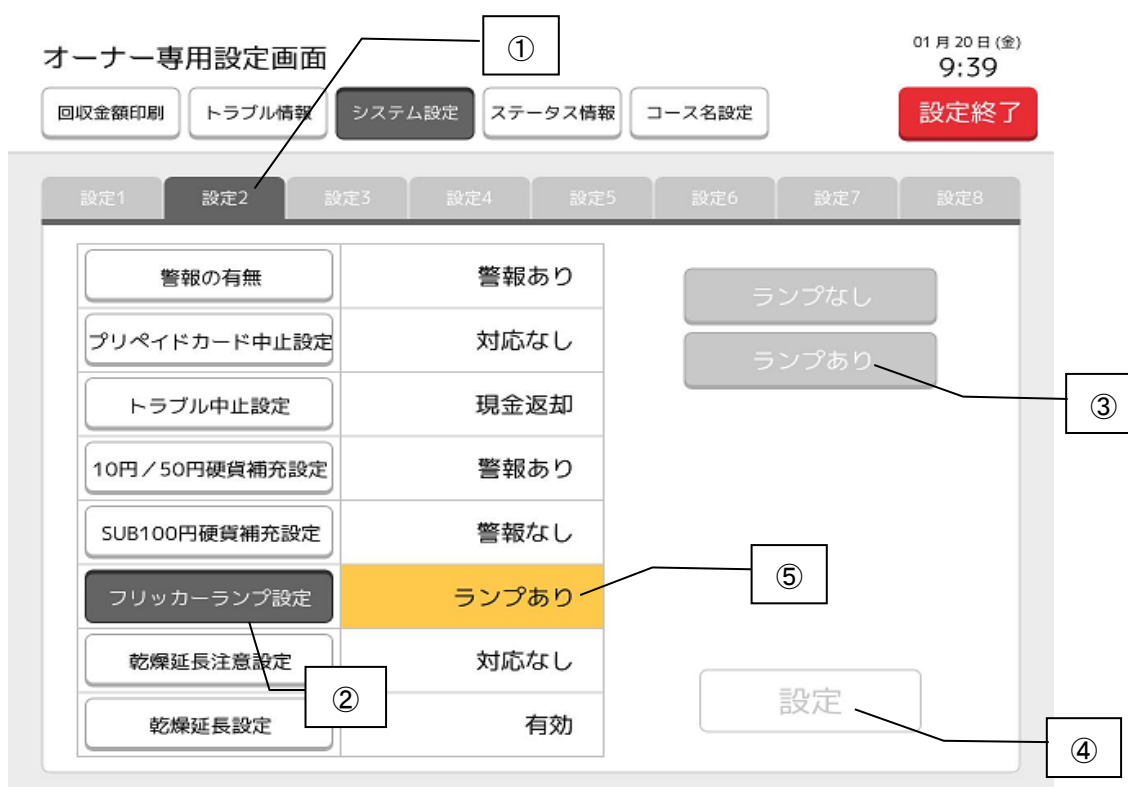 オーナー専用設定画面
①
01月20日(金)
9:39
回収金額印刷
トラブル情報
システム設定
ステータス情報
コース名設定
設定終了
設定1
設定2
設定3
設定4
設定5
設定6
設定7
設定8
警報の有無
警報あり
プリペイドカード中止設定
対応なし
トラブル中止設定
現金返却
10円/50円硬貨補充設定
警報あり
SUB100円硬貨補充設定
警報なし
フリッカーランプ設定
ランプあり
乾燥延長注意設定
対応なし
乾燥延長設定
有効
ランプなし
ランプあり
③
⑤
②
設定
④